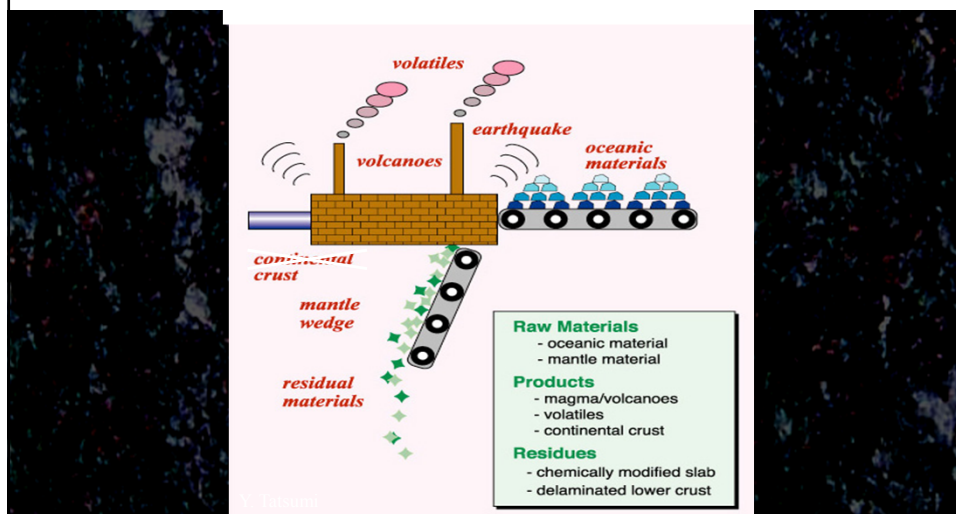 volatiles
earthquake
volcanoes
oceanic
materials
continental
crust
mantle
wedge
residual
materials
Raw Materials
- oceanic material
- mantle material
Products
- magma/volcanoes
- volatiles
- continental crust
Residues
- chemically modified slab
- delaminated lower crust
Y. Tatsumi